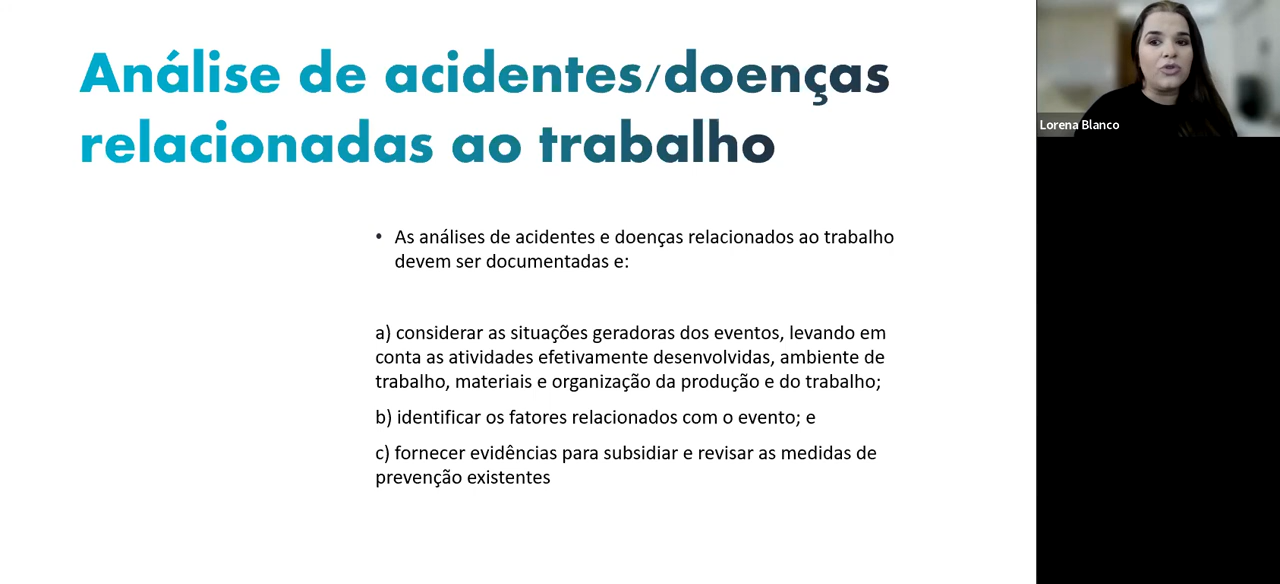 Análise de acidentes/doenças
relacionadas ao trabalho
• As análises de acidentes e doenças relacionados ao trabalho
devem ser documentadas e:
a) considerar as situações geradoras dos eventos, levando em
conta as atividades efetivamente desenvolvidas, ambiente de
trabalho, materiais e organização da produção e do trabalho;
b) identificar os fatores relacionados com o evento; e
c) fornecer evidências para subsidiar e revisar as medidas de
prevenção existentes
Lorena Blanco